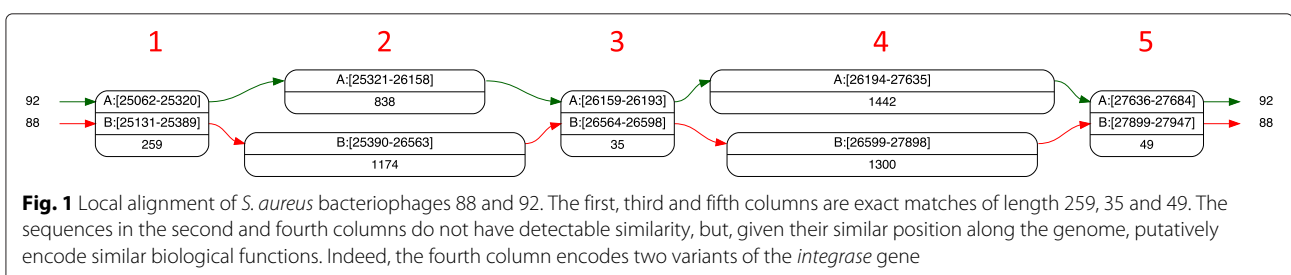 1 2 3 4 5
A:[25321-26158] A:[26194-27635]
838 1442
92 A:[25062-25320] A:[26159-26193] A:[27636-27684] 92
88 B:[25131-25389] B:[26564-26598] B:[27899-27947] 88
259 35 49
B:[25390-26563] B:[26599-27898]
1174 1300
Fig. 1 Local alignment of S. aureus bacteriophages 88 and 92. The first, third and fifth columns are exact matches of length 259, 35 and 49. The
sequences in the second and fourth columns do not have detectable similarity, but, given their similar position along the genome, putatively
encode similar biological functions. Indeed, the fourth column encodes two variants of the integrase gene